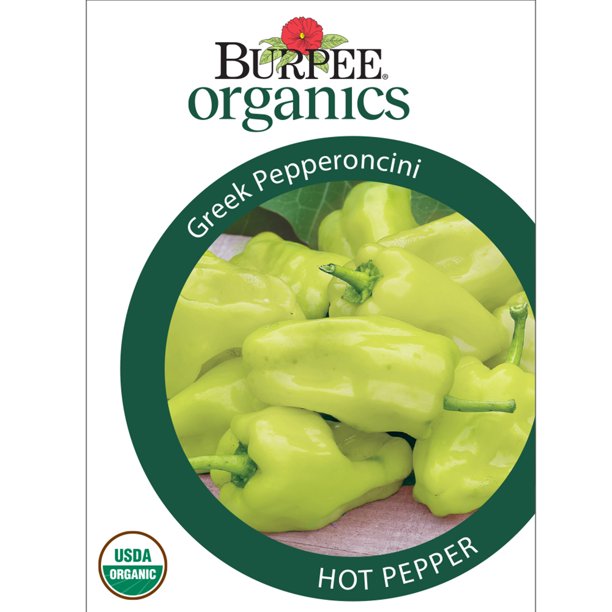 BURPEE®
organics
Greek Pepperoncini
HOT PEPPER
USDA
ORGANIC